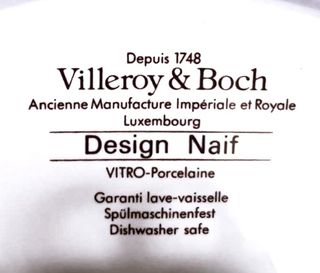 Depuis 1748
Villeroy & Boch
Ancienne Manufacture Impériale et Royale
Luxembourg
Design Naif
VITRO-Porcelaine
Garanti lave-vaisselle
Spülmaschinenfest
Dishwasher safe